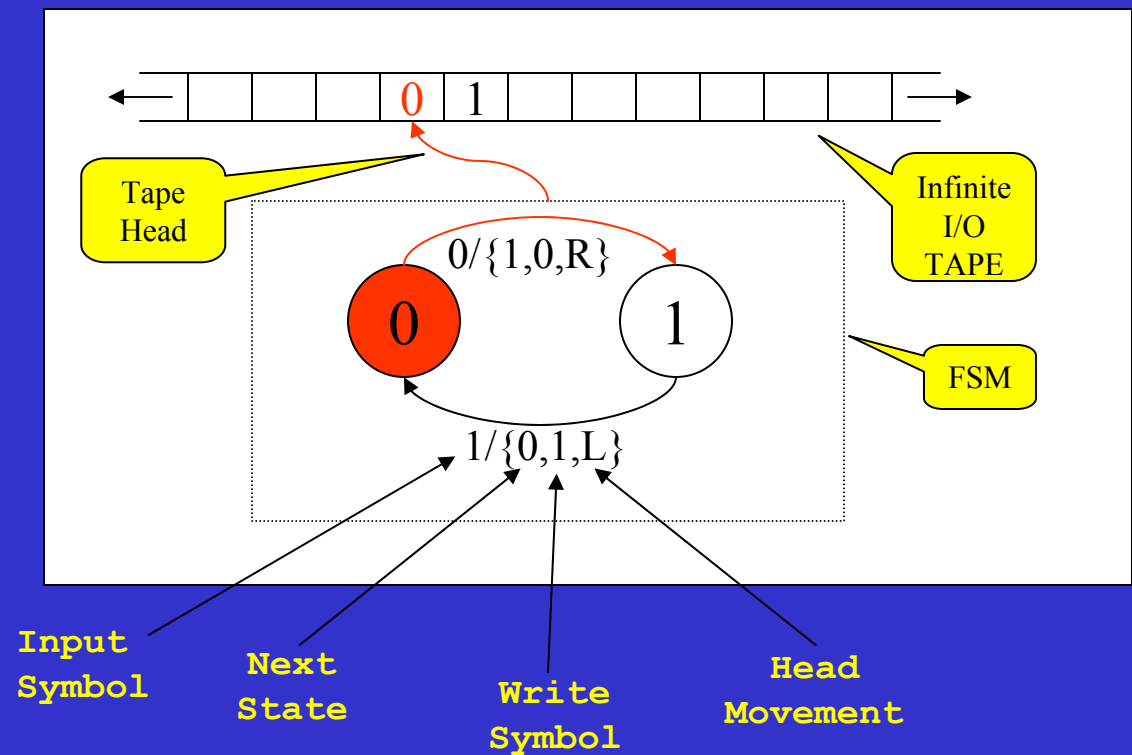 0 1
Tape
Head
Infinite
I/O
TAPE
0/{1,0,R}
0
1
FSM
1/{0,1,L}
Input
Symbol
Next
State
Write
Symbol
Head
Movement